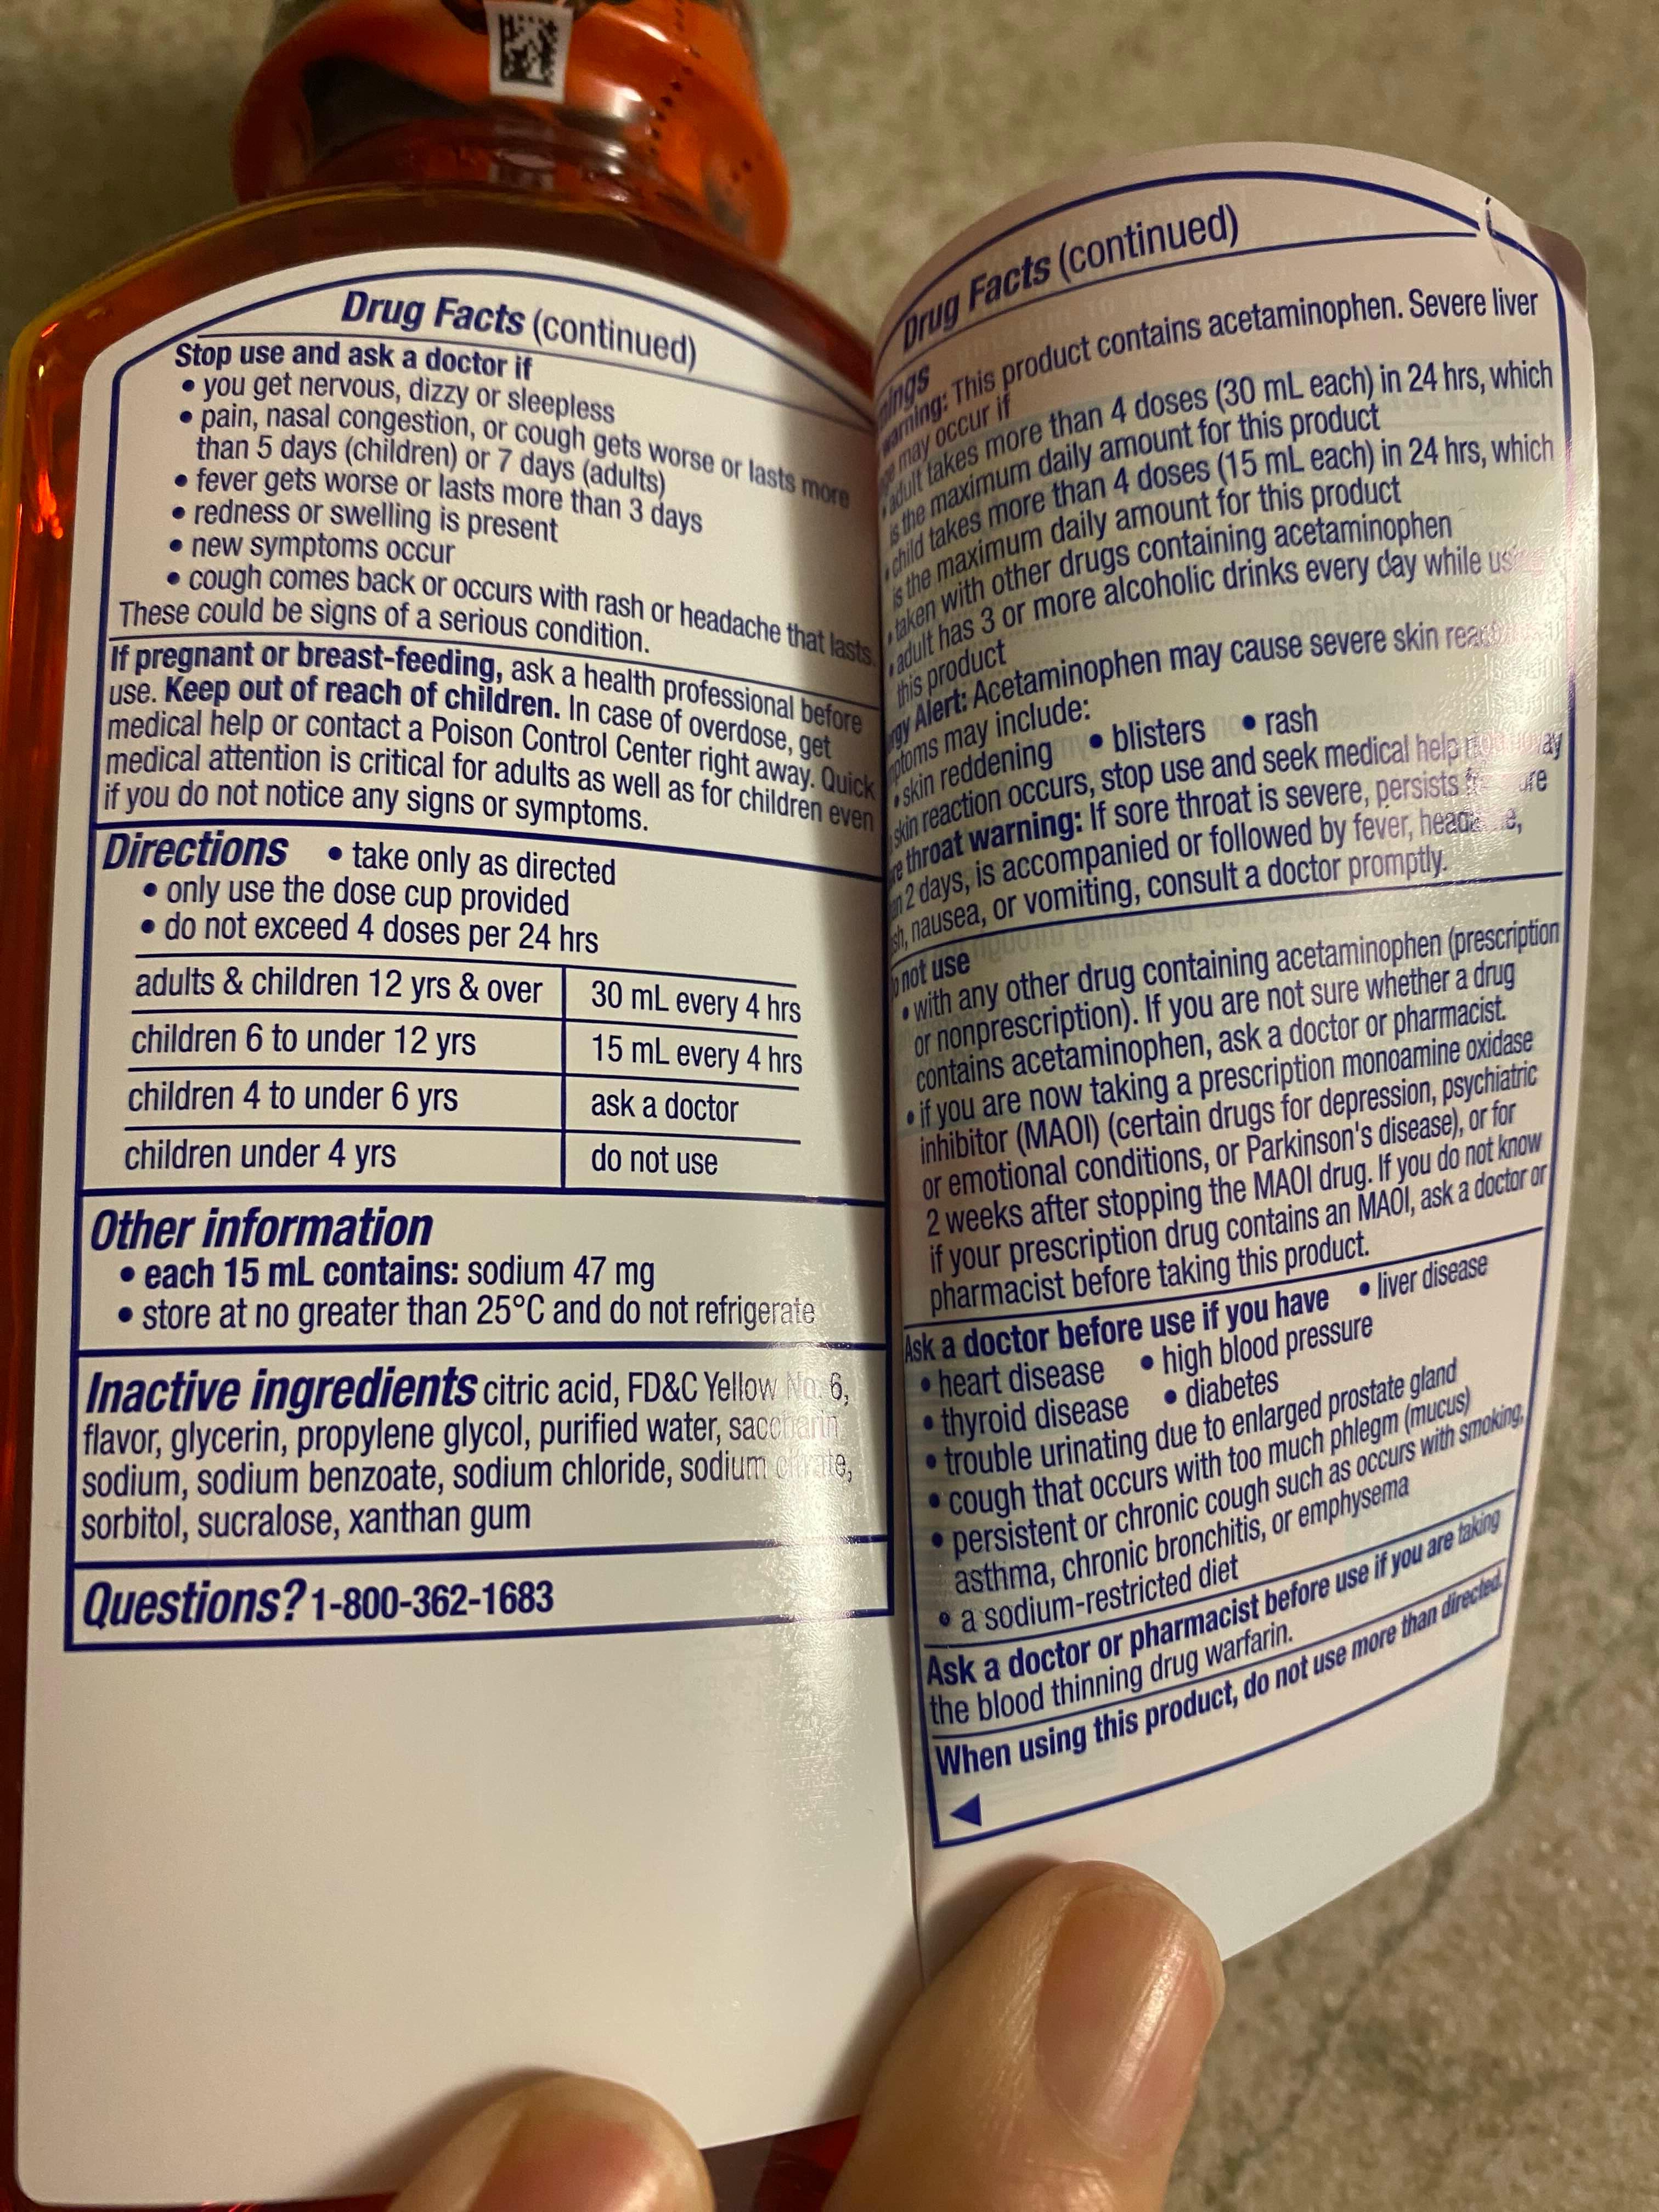 Drug Facts (continued)
Stop use and ask a doctor if
• you get nervous, dizzy or sleepless
• pain, nasal congestion, or cough gets worse or lasts more
than 5 days (children) or 7 days (adults)
• fever gets worse or lasts more than 3 days
• redness or swelling is present
• new symptoms occur
• cough comes back or occurs with rash or headache that lasts.
These could be signs of a serious condition.
If pregnant or breast-feeding, ask a health professional before
use. Keep out of reach of children. In case of overdose, get
medical help or contact a Poison Control Center right away. Quick
medical attention is critical for adults as well as for children even
if you do not notice any signs or symptoms.
Directions • take only as directed
• only use the dose cup provided
• do not exceed 4 doses per 24 hrs
adults & children 12 yrs & over 30 mL every 4 hrs
children 6 to under 12 yrs 15 mL every 4 hrs
children 4 to under 6 yrs ask a doctor
children under 4 yrs do not use
Other information
• each 15 mL contains: sodium 47 mg
• store at no greater than 25°C and do not refrigerate
Inactive ingredients citric acid, FD&C Yellow No. 6,
flavor, glycerin, propylene glycol, purified water, saccharin
sodium, sodium benzoate, sodium chloride, sodium citrate,
sorbitol, sucralose, xanthan gum
Questions? 1-800-362-1683
Drug Facts (continued)
warning: This product contains acetaminophen. Severe liver
may occur if
• adult takes more than 4 doses (30 mL each) in 24 hrs, which
is the maximum daily amount for this product
• child takes more than 4 doses (15 mL each) in 24 hrs, which
is the maximum daily amount for this product
• taken with other drugs containing acetaminophen
• adult has 3 or more alcoholic drinks every day while using
this product
Alert: Acetaminophen may cause severe skin
may include:
• skin reddening • blisters • rash
skin reaction occurs, stop use and seek medical help
throat warning: If sore throat is severe, persists
2 days, is accompanied or followed by fever, headache,
nausea, or vomiting, consult a doctor promptly.
not use
• with any other drug containing acetaminophen (prescription
or nonprescription). If you are not sure whether a drug
contains acetaminophen, ask a doctor or pharmacist.
• if you are now taking a prescription monoamine oxidase
inhibitor (MAOI) (certain drugs for depression, psychiatric
or emotional conditions, or Parkinson's disease), or for
2 weeks after stopping the MAOI drug. If you do not know
if your prescription drug contains an MAOI, ask a doctor or
pharmacist before taking this product.
Ask a doctor before use if you have • liver disease
• heart disease • high blood pressure
• thyroid disease • diabetes
• trouble urinating due to enlarged prostate gland
• cough that occurs with too much phlegm (mucus)
• persistent or chronic cough such as occurs with smoking,
asthma, chronic bronchitis, or emphysema
• a sodium-restricted diet
Ask a doctor or pharmacist before use if you are taking
the blood thinning drug warfarin.
When using this product, do not use more than directed.